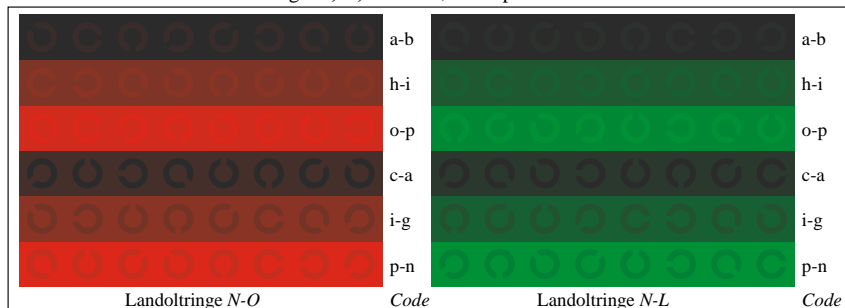 a-b a-b
h-i h-i
o-p o-p
c-a c-a
i-g i-g
p-n p-n
Landoltringe N-O Code Landoltringe N-L Code